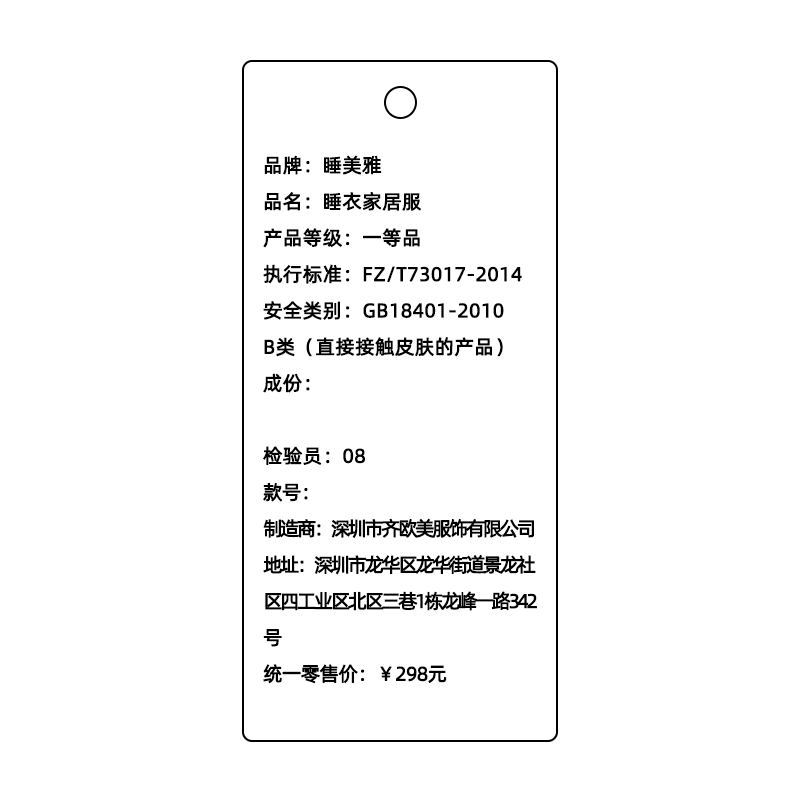 品牌：睡美雅
品名：睡衣家居服
产品等级：一等品
执行标准：FZ/T73017-2014
安全类别：GB18401-2010
B类（直接接触皮肤的产品）
成份：
检验员：08
款号：
制造商：深圳市齐欧美服饰有限公司
地址：深圳市龙华区龙华街道景龙社
区四工业区北区三巷1栋龙峰一路342
号
统一零售价：￥298元